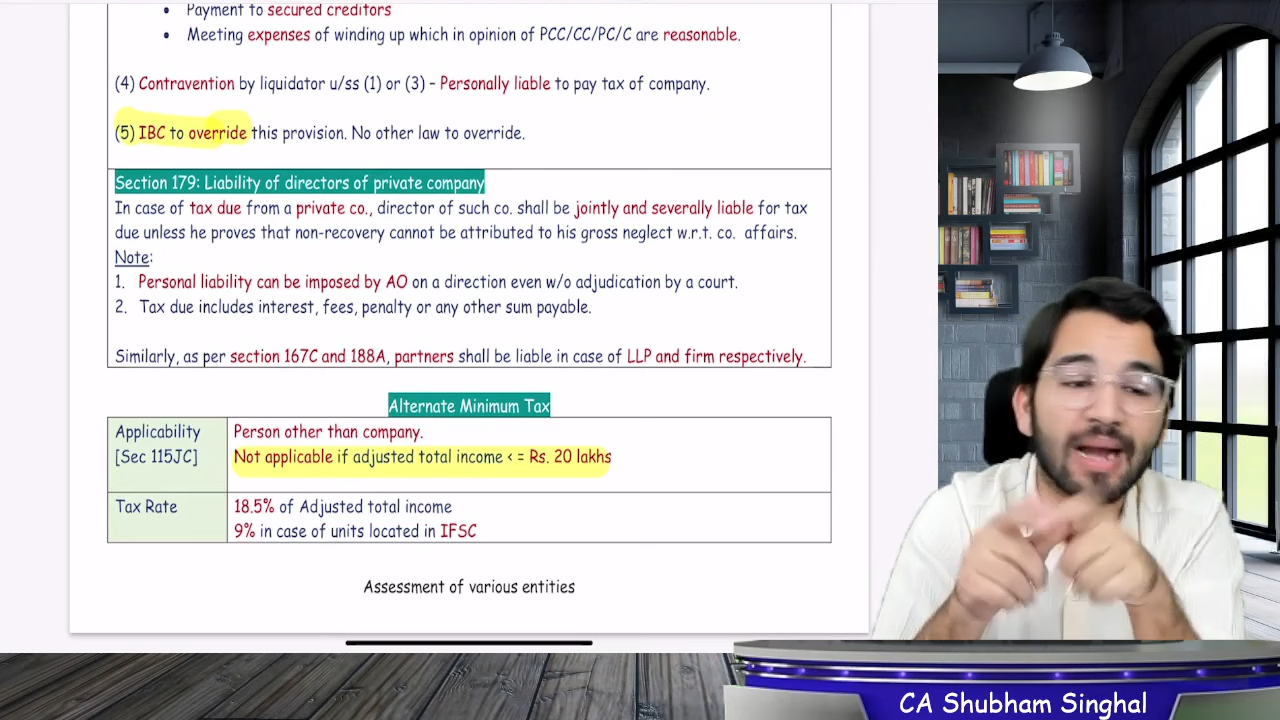 • Payment to secured creditors
• Meeting expenses of winding up which in opinion of PCC/CC/PC/C are reasonable.
(4) Contravention by liquidator u/ss (1) or (3) – Personally liable to pay tax of company.
(5) IBC to override this provision. No other law to override.
Section 179: Liability of directors of private company
In case of tax due from a private co., director of such co. shall be jointly and severally liable for tax
due unless he proves that non-recovery cannot be attributed to his gross neglect w.r.t. co. affairs.
Note:
1. Personal liability can be imposed by AO on a direction even w/o adjudication by a court.
2. Tax due includes interest, fees, penalty or any other sum payable.
Similarly, as per section 167C and 188A, partners shall be liable in case of LLP and firm respectively.
Alternate Minimum Tax
Applicability Person other than company.
[Sec 115JC] Not applicable if adjusted total income < = Rs. 20 lakhs
Tax Rate 18.5% of Adjusted total income
9% in case of units located in IFSC
Assessment of various entities
CA Shubham Singhal